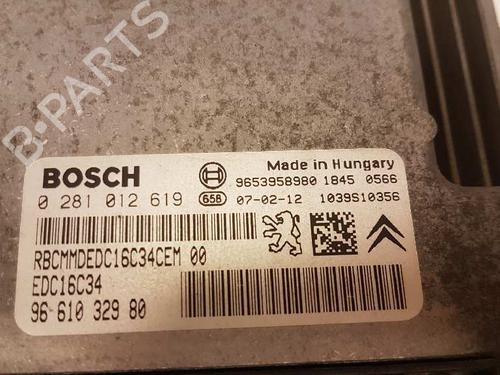 B-PARTS
BOSCH
Made in Hungary
0 281 012 619
9653958980 1845 0566
658 07-02-12 1039S10356
RBCMMDEDC16C34CEM 00
EDC16C34
96 610 329 80